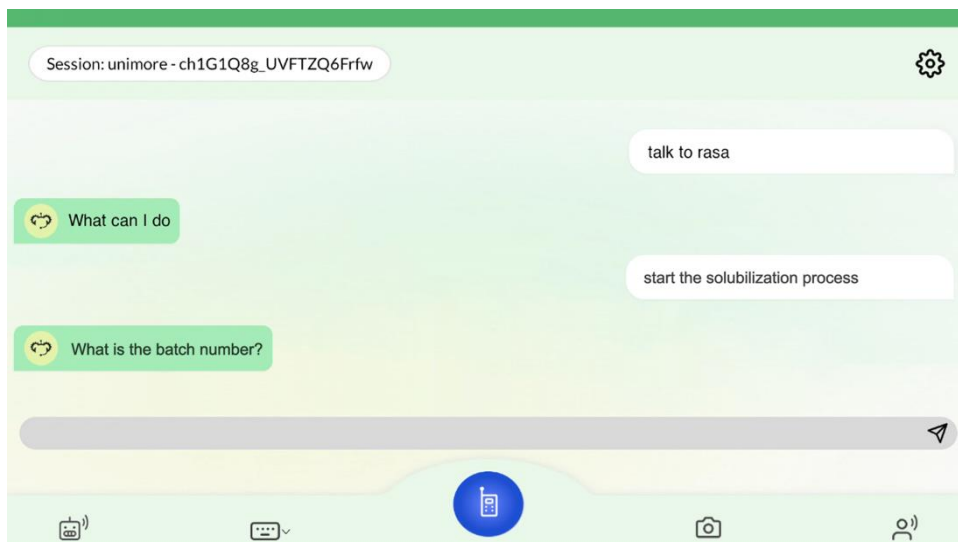 Session: unimore - ch1G1Q8g_UVFTZQ6Frfw
talk to rasa
What can I do
start the solubilization process
What is the batch number?